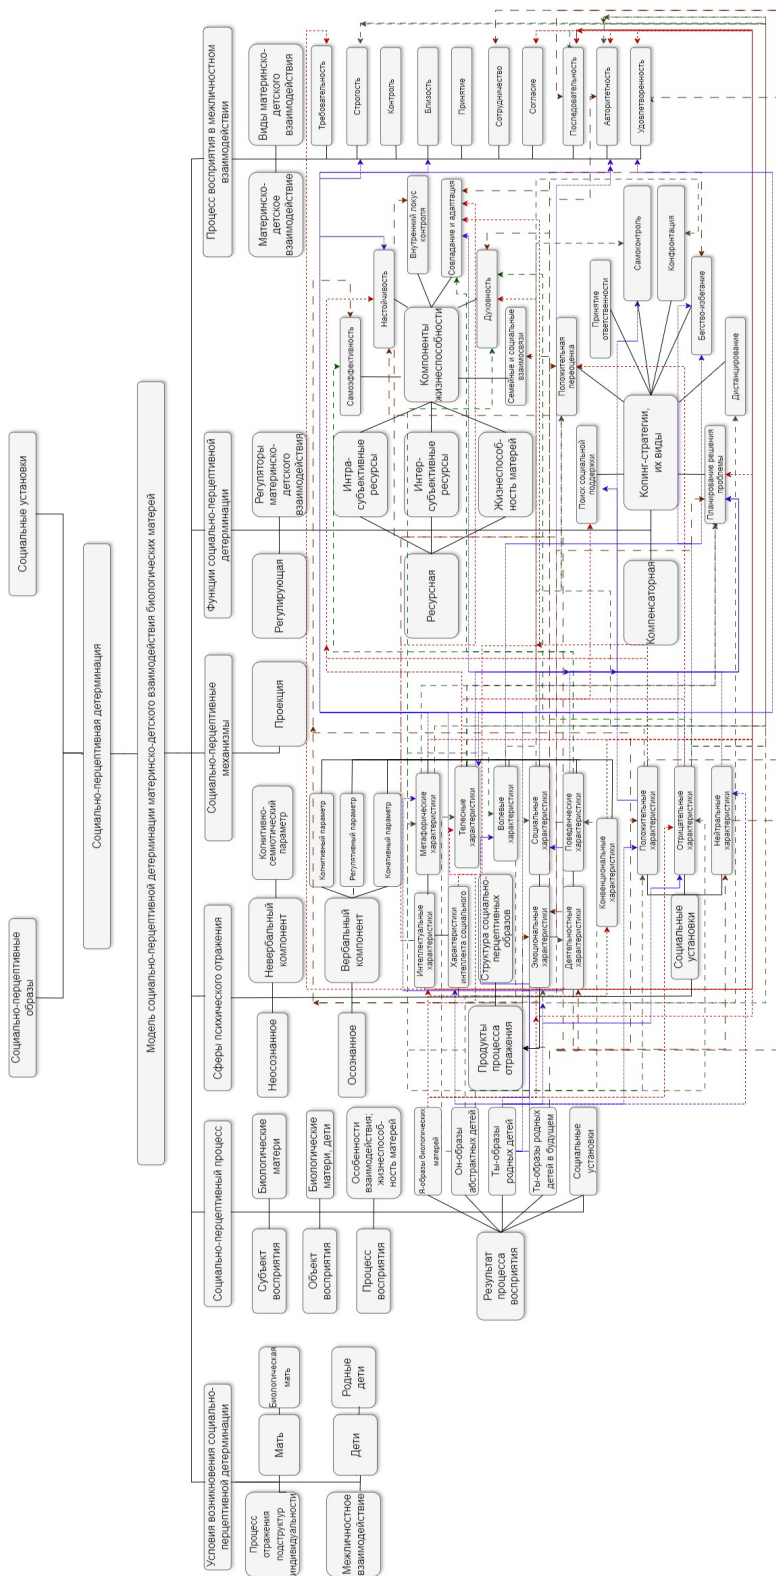 Социально-перцептивные
образы
Социальные установки
Социально-перцептивная детерминация
Модель социально-перцептивной детерминации материнско-детского взаимодействия биологических матерей
Условия возникновения социально-
перцептивной детерминации
Процесс
отражения
подструктур
индивидуальности
Мать
Биологическая
мать
Межличностное
взаимодействие
Дети
Родные
дети
Социально-перцептивный процесс
Субъект
восприятия
Биологические
матери
Объект
восприятия
Биологические
матери, дети
Процесс
восприятия
Особенности
взаимодействия;
жизнеспособ-
ность матерей
Результат
процесса
восприятия
Я-образы биологических
матерей
Он-образы
абстрактных детей
Ты-образы
родных детей
Ты-образы родных
детей в будущем
Социальные
установки
Сферы психического отражения
Неосознанное
Невербальный
компонент
Когнитивно-
семиотический
параметр
Осознанное
Вербальный
компонент
Когнитивный параметр
Регулятивный параметр
Конативный параметр
Продукты
процесса
отражения
Структура социально-
перцептивных
образов
Интеллектуальные
характеристики
Метафорические
характеристики
Характеристики
интеллекта социального
Телесные
характеристики
Волевые
характеристики
Эмоциональные
характеристики
Социальные
характеристики
Деятельностные
характеристики
Поведенческие
характеристики
Конвенциональные
характеристики
Социальные
установки
Положительные
характеристики
Отрицательные
характеристики
Нейтральные
характеристики
Социально-перцептивные
механизмы
Проекция
Функции социально-перцептивной
детерминации
Регулирующая
Регуляторы
материнско-
детского
взаимодействия
Ресурсная
Интра-
субъективные
ресурсы
Интер-
субъективные
ресурсы
Жизнеспособ-
ность матерей
Компоненты
жизнеспособности
Самоэффективность
Настойчивость
Внутренний локус
контроля
Совладание и адаптация
Духовность
Семейные и социальные
взаимосвязи
Компенсаторная
Копинг-стратегии,
их виды
Поиск социальной
поддержки
Положительная
переоценка
Принятие
ответственности
Самоконтроль
Конфронтация
Бегство-избегание
Дистанцирование
Планирование решения
проблемы
Процесс восприятия в межличностном
взаимодействии
Материнско-
детское
взаимодействие
Виды материнско-
детского
взаимодействия
Требовательность
Строгость
Контроль
Близость
Принятие
Сотрудничество
Согласие
Последовательность
Авторитетность
Удовлетворенность